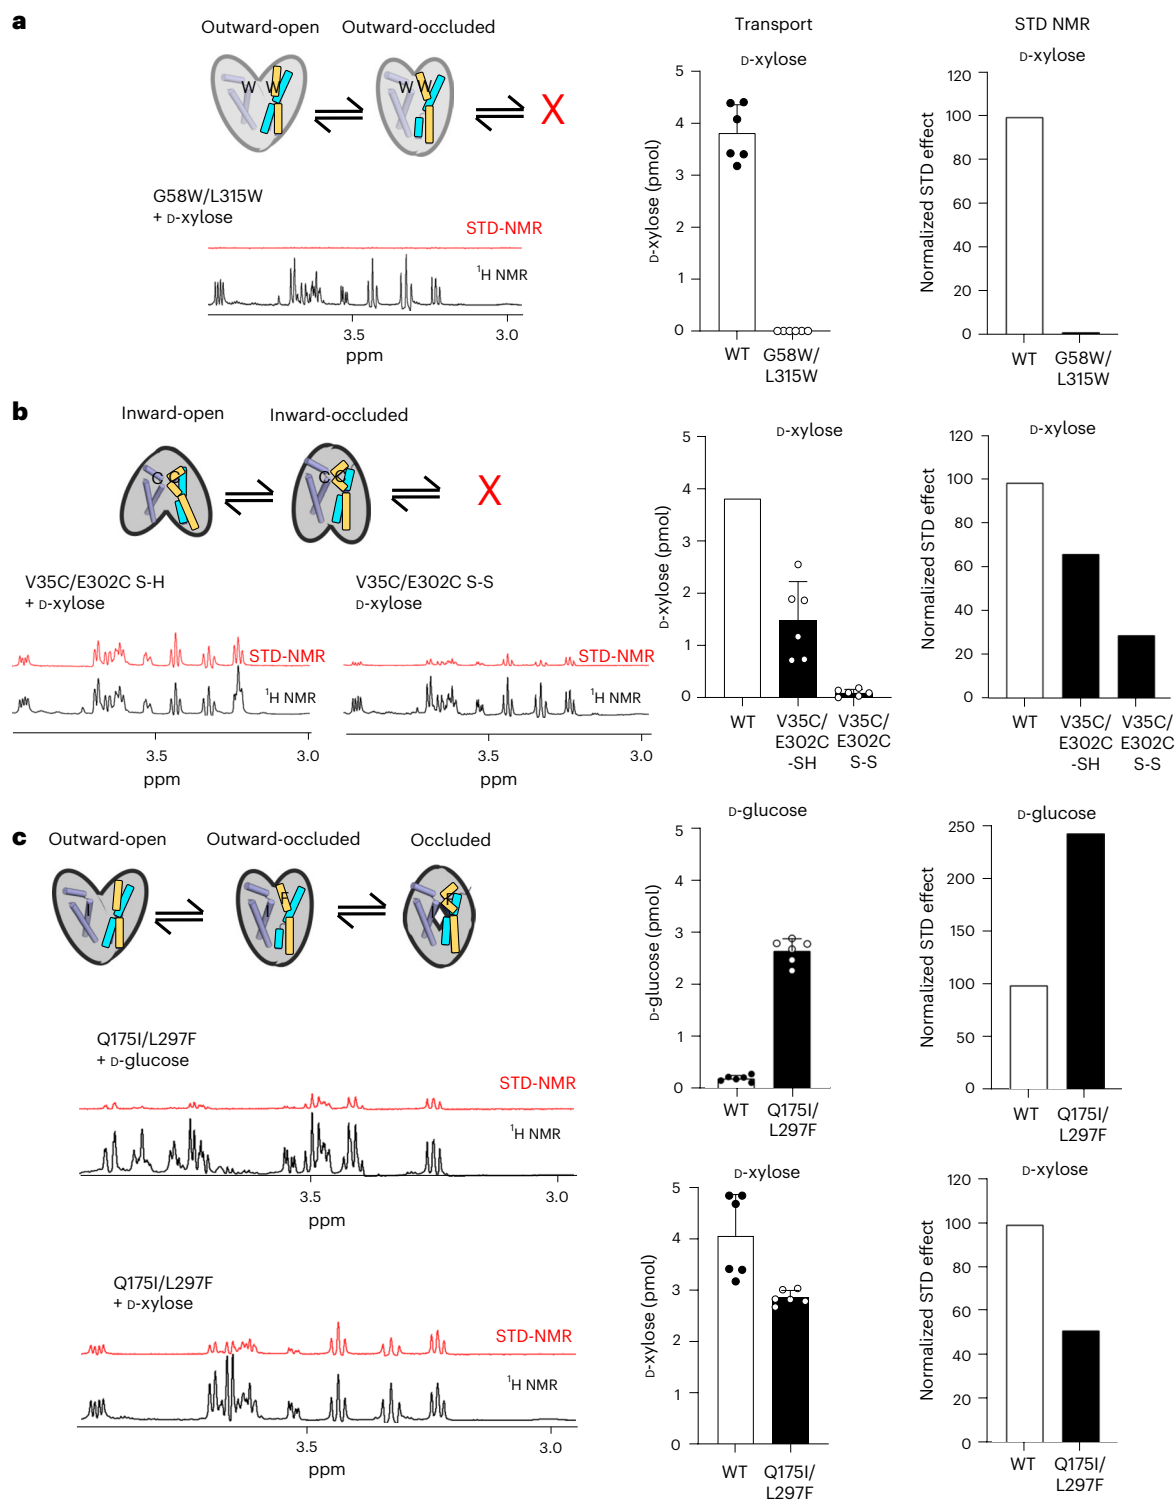 a
Outward-open
Outward-occluded
W W
W W
X
G58W/L315W
+ D-xylose
STD-NMR
1H NMR
3.5
3.0
ppm
Transport
D-xylose
D-xylose (pmol)
5
4
3
2
1
0
WT
G58W/
L315W
STD NMR
D-xylose
Normalized STD effect
120
100
80
60
40
20
0
WT
G58W/
L315W
b
Inward-open
Inward-occluded
C C
C C
X
V35C/E302C S-H
+ D-xylose
STD-NMR
1H NMR
3.5
3.0
ppm
V35C/E302C S-S
D-xylose
STD-NMR
1H NMR
3.5
3.0
ppm
D-xylose
D-xylose (pmol)
5
4
3
2
1
0
WT
V35C/
E302C
-SH
V35C/
E302C
S-S
D-xylose
Normalized STD effect
120
100
80
60
40
20
0
WT
V35C/
E302C
-SH
V35C/
E302C
S-S
c
Outward-open
Outward-occluded
Occluded
I
I F
I F
Q175I/L297F
+ D-glucose
STD-NMR
1H NMR
3.5
3.0
ppm
D-glucose
D-glucose (pmol)
5
4
3
2
1
0
WT
Q175I/
L297F
D-glucose
Normalized STD effect
250
200
150
100
50
0
WT
Q175I/
L297F
Q175I/L297F
+ D-xylose
STD-NMR
1H NMR
3.5
3.0
ppm
D-xylose
D-xylose (pmol)
5
4
3
2
1
0
WT
Q175I/
L297F
D-xylose
Normalized STD effect
120
100
80
60
40
20
0
WT
Q175I/
L297F